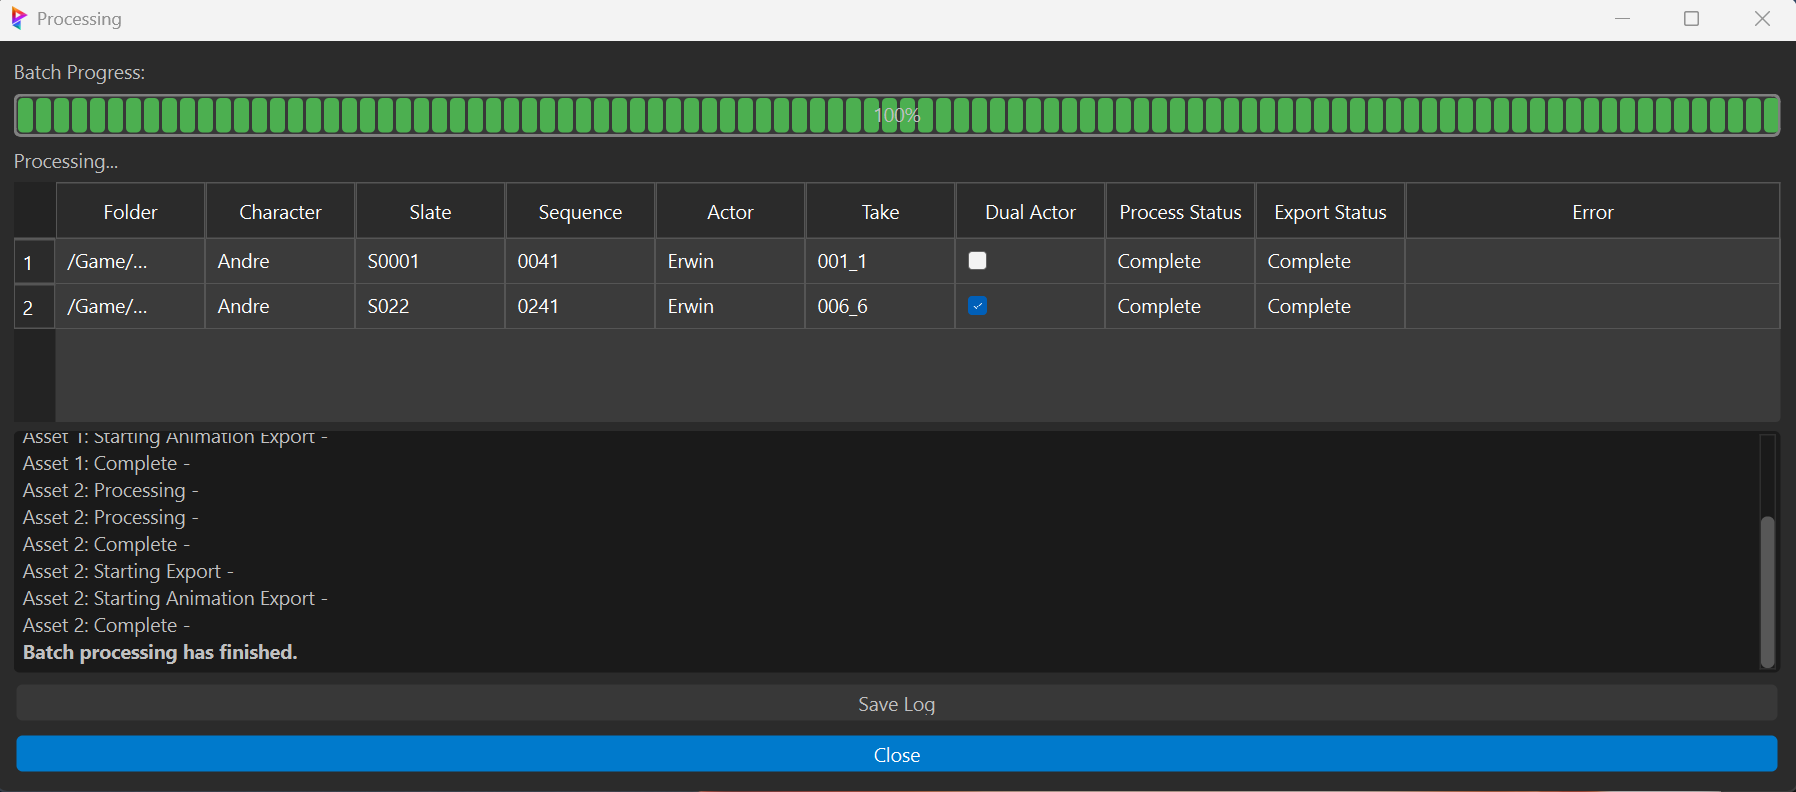 Processing
Batch Progress:
100%
Processing...
Folder Character Slate Sequence Actor Take Dual Actor Process Status Export Status Error
1 /Game/... Andre S0001 0041 Erwin 001_1 Complete Complete
2 /Game/... Andre S022 0241 Erwin 006_6 Complete Complete
Asset 1: Starting Animation Export -
Asset 1: Complete -
Asset 2: Processing -
Asset 2: Processing -
Asset 2: Complete -
Asset 2: Starting Export -
Asset 2: Starting Animation Export -
Asset 2: Complete -
Batch processing has finished.
Save Log
Close